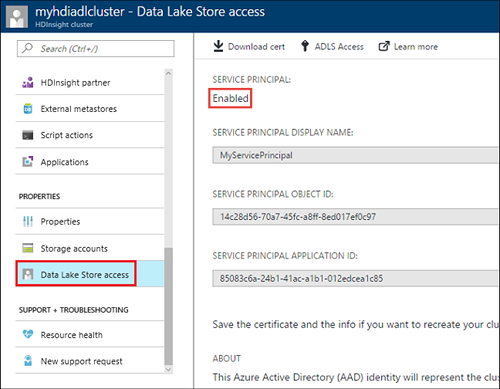 myhdiadlcluster - Data Lake Store access
HDInsight cluster
Search (Ctrl+/)
HDInsight partner
External metastores
Script actions
Applications
PROPERTIES
Properties
Storage accounts
Data Lake Store access
SUPPORT + TROUBLESHOOTING
Resource health
New support request
Download cert
ADLS Access
Learn more
SERVICE PRINCIPAL:
Enabled
SERVICE PRINCIPAL DISPLAY NAME:
MyServicePrincipal
SERVICE PRINCIPAL OBJECT ID:
14c28d56-70a7-45fc-a8ff-8ed017ef0c97
SERVICE PRINCIPAL APPLICATION ID:
85083c6a-24b1-41ac-a1b1-012edcea1c85
Save the certificate and the info if you want to recreate your clu
ABOUT
This Azure Active Directory (AAD) identity will represent the clus